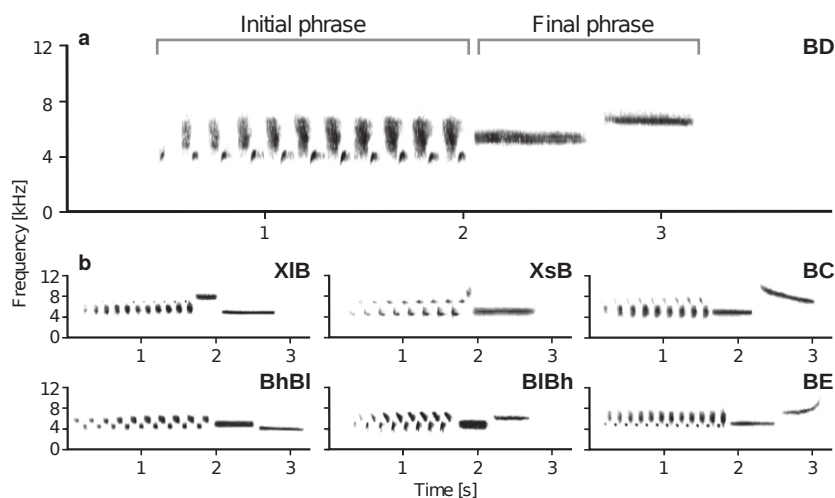 Initial phrase Final phrase
a
BD
12
8
4
0
1 2 3
Frequency [kHz]
b
XlB XsB BC
12
8
4
0
1 2 3 1 2 3 1 2 3
BhBl BlBh BE
12
8
4
0
1 2 3 1 2 3 1 2 3
Time [s]